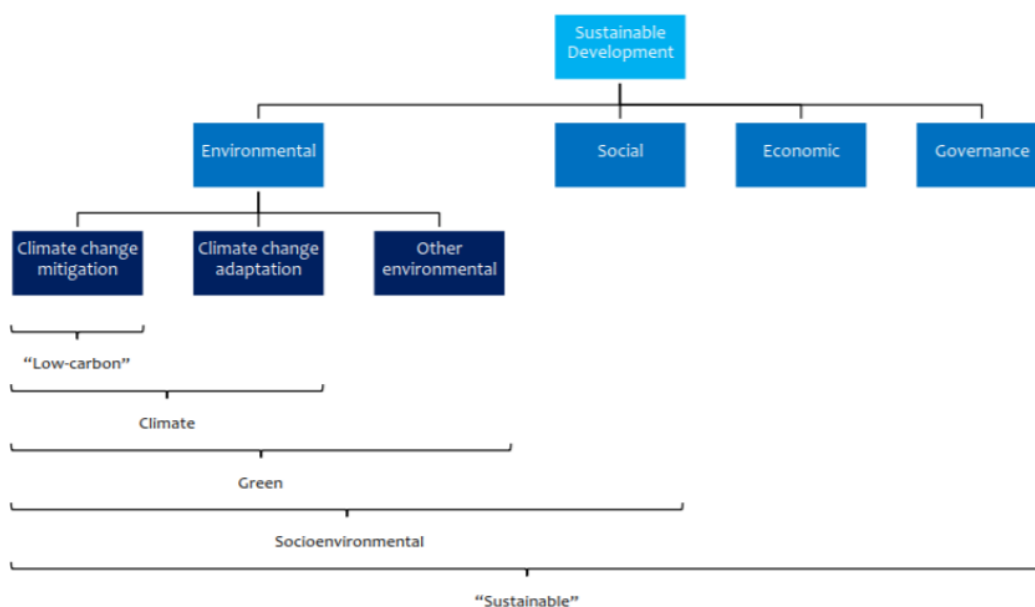 Sustainable
Development
Environmental
Social
Economic
Governance
Climate change
mitigation
Climate change
adaptation
Other
environmental
“Low-carbon”
Climate
Green
Socioenvironmental
“Sustainable”